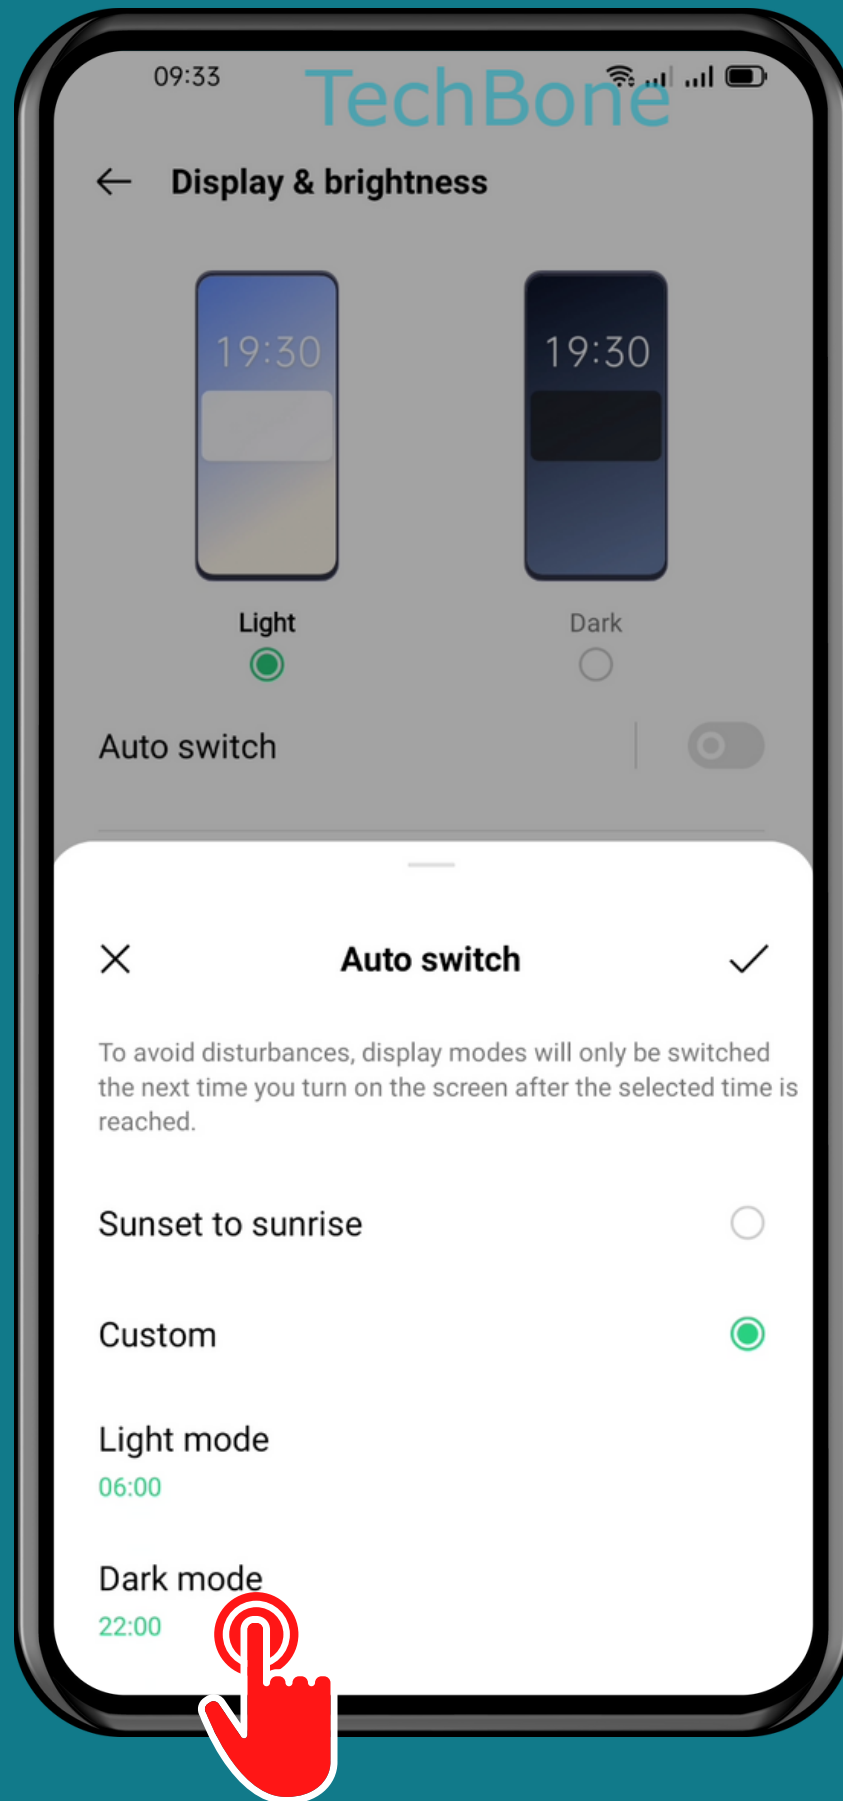 09:33
TechBone
Display & brightness
19:30
19:30
Light
Dark
Auto switch
Auto switch
To avoid disturbances, display modes will only be switched
the next time you turn on the screen after the selected time is
reached.
Sunset to sunrise
Custom
Light mode
06:00
Dark mode
22:00